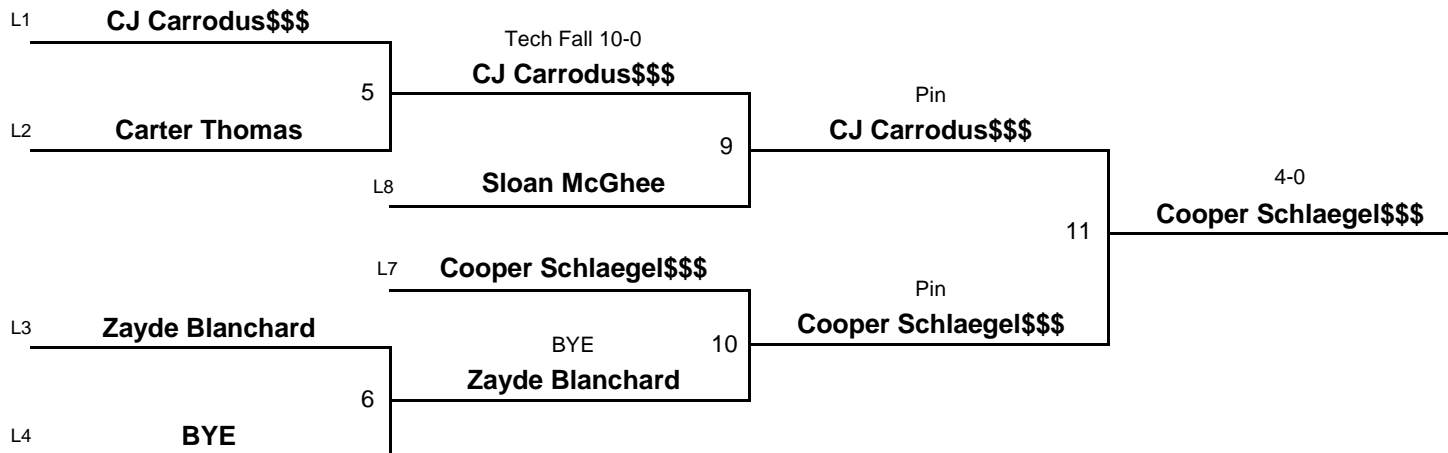 L1 CJ Carrodus$$$
Tech Fall 10-0
CJ Carrodus$$$
5
Pin
L2 Carter Thomas
CJ Carrodus$$$
9
L8 Sloan McGhee
4-0
Cooper Schlaegel$$$
11
L7 Cooper Schlaegel$$$
Pin
L3 Zayde Blanchard
Cooper Schlaegel$$$
BYE
10
Zayde Blanchard
6
L4 BYE